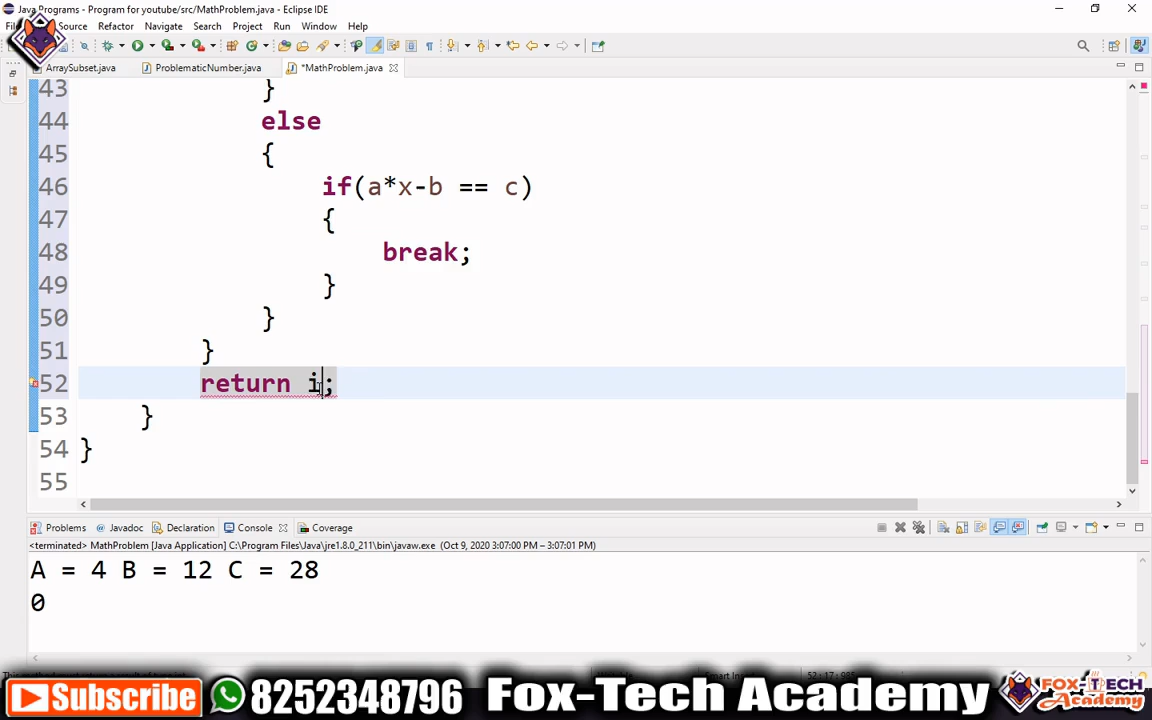 Java Programs - Program for youtube/src/MathProblem.java - Eclipse IDE
Source Refactor Navigate Search Project Run Window Help
ArraySubset.java ProblematicNumber.java *MathProblem.java
43 }
44 else
45 {
46 if(a*x-b == c)
47 {
48 break;
49 }
50 }
51 }
52 return i;
53 }
54 }
55
Problems Javadoc Declaration Console Coverage
<terminated> MathProblem [Java Application] C:\Program Files\Java\jre1.8.0_211\bin\javaw.exe (Oct 9, 2020 3:07:00 PM – 3:07:01 PM)
A = 4 B = 12 C = 28
0
Subscribe 8252348796 Fox-Tech Academy FOX-TECH
Academy